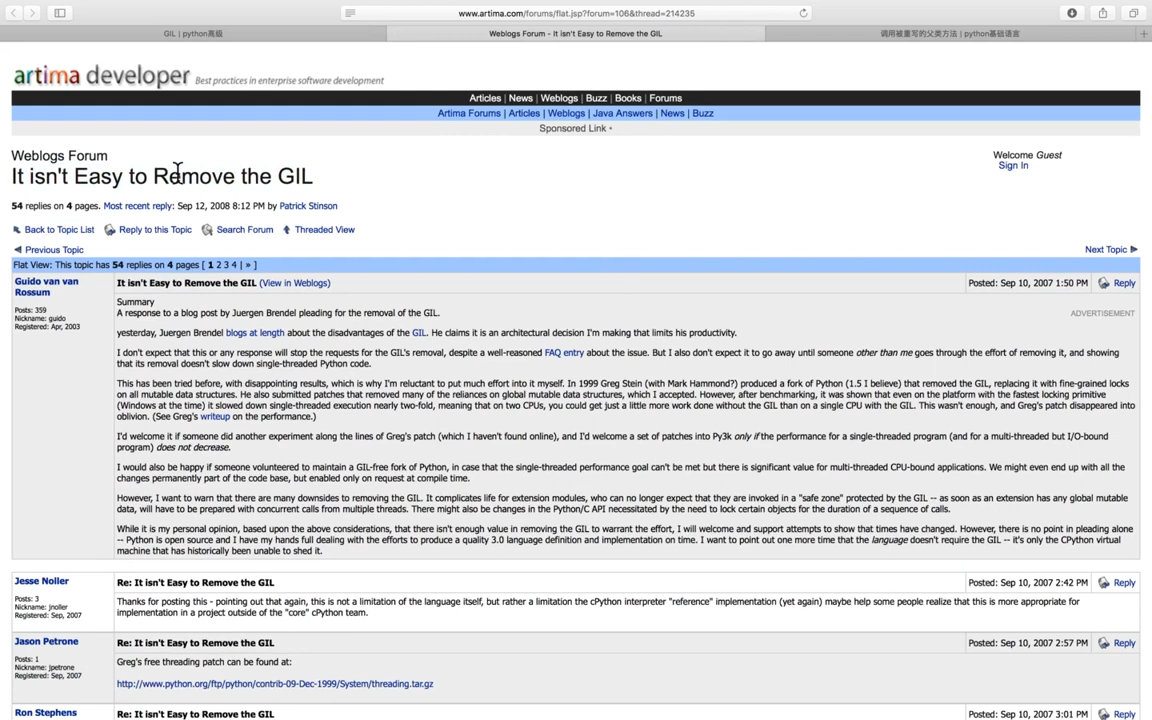 www.artima.com/forums/flat.jsp?forum=106&thread=214235
GIL | python高级
Weblogs Forum - It isn't Easy to Remove the GIL
调用被重写的父类方法 | python基础语言
artima developer Best practices in enterprise software development
Articles | News | Weblogs | Buzz | Books | Forums
Artima Forums | Articles | Weblogs | Java Answers | News | Buzz
Sponsored Link •
Weblogs Forum
It isn't Easy to Remove the GIL
Welcome Guest
Sign In
54 replies on 4 pages. Most recent reply: Sep 12, 2008 8:12 PM by Patrick Stinson
Back to Topic List Reply to this Topic Search Forum Threaded View
Previous Topic
Next Topic
Flat View: This topic has 54 replies on 4 pages [ 1 2 3 4 | » ]
Guido van van
Rossum
Posts: 359
Nickname: guido
Registered: Apr, 2003
It isn't Easy to Remove the GIL (View in Weblogs)
Posted: Sep 10, 2007 1:50 PM
Reply
Summary
A response to a blog post by Juergen Brendel pleading for the removal of the GIL.
ADVERTISEMENT
yesterday, Juergen Brendel blogs at length about the disadvantages of the GIL. He claims it is an architectural decision I'm making that limits his productivity.
I don't expect that this or any response will stop the requests for the GIL's removal, despite a well-reasoned FAQ entry about the issue. But I also don't expect it to go away until someone other than me goes through the effort of removing it, and showing
that its removal doesn't slow down single-threaded Python code.
This has been tried before, with disappointing results, which is why I'm reluctant to put much effort into it myself. In 1999 Greg Stein (with Mark Hammond?) produced a fork of Python (1.5 I believe) that removed the GIL, replacing it with fine-grained locks
on all mutable data structures. He also submitted patches that removed many of the reliances on global mutable data structures, which I accepted. However, after benchmarking, it was shown that even on the platform with the fastest locking primitive
(Windows at the time) it slowed down single-threaded execution nearly two-fold, meaning that on two CPUs, you could get just a little more work done without the GIL than on a single CPU with the GIL. This wasn't enough, and Greg's patch disappeared into
oblivion. (See Greg's writeup on the performance.)
I'd welcome it if someone did another experiment along the lines of Greg's patch (which I haven't found online), and I'd welcome a set of patches into Py3k only if the performance for a single-threaded program (and for a multi-threaded but I/O-bound
program) does not decrease.
I would also be happy if someone volunteered to maintain a GIL-free fork of Python, in case that the single-threaded performance goal can't be met but there is significant value for multi-threaded CPU-bound applications. We might even end up with all the
changes permanently part of the code base, but enabled only on request at compile time.
However, I want to warn that there are many downsides to removing the GIL. It complicates life for extension modules, who can no longer expect that they are invoked in a "safe zone" protected by the GIL -- as soon as an extension has any global mutable
data, will have to be prepared with concurrent calls from multiple threads. There might also be changes in the Python/C API necessitated by the need to lock certain objects for the duration of a sequence of calls.
While it is my personal opinion, based upon the above considerations, that there isn't enough value in removing the GIL to warrant the effort, I will welcome and support attempts to show that times have changed. However, there is no point in pleading alone
-- Python is open source and I have my hands full dealing with the efforts to produce a quality 3.0 language definition and implementation on time. I want to point out one more time that the language doesn't require the GIL -- it's only the CPython virtual
machine that has historically been unable to shed it.
Jesse Noller
Posts: 3
Nickname: jnoller
Registered: Sep, 2007
Re: It isn't Easy to Remove the GIL
Posted: Sep 10, 2007 2:42 PM
Reply
Thanks for posting this - pointing out that again, this is not a limitation of the language itself, but rather a limitation the cPython interpreter "reference" implementation (yet again) maybe help some people realize that this is more appropriate for
implementation in a project outside of the "core" cPython team.
Jason Petrone
Posts: 1
Nickname: jpetrone
Registered: Sep, 2007
Re: It isn't Easy to Remove the GIL
Posted: Sep 10, 2007 2:57 PM
Reply
Greg's free threading patch can be found at:
http://www.python.org/ftp/python/contrib-09-Dec-1999/System/threading.tar.gz
Ron Stephens
Re: It isn't Easy to Remove the GIL
Posted: Sep 10, 2007 3:01 PM
Reply